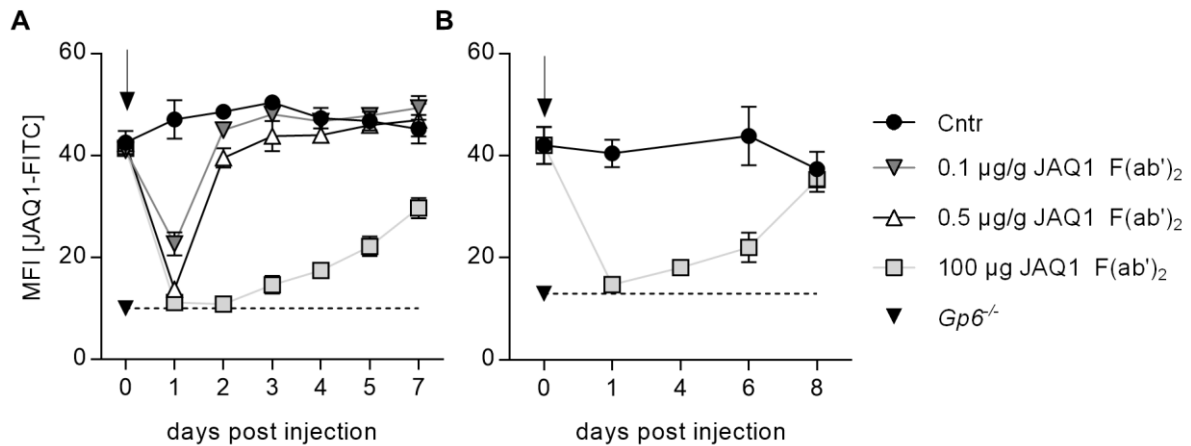 A
B
MFI [JAQ1-FITC]
60
40
20
0
0 1 2 3 4 5 7
days post injection
60
40
20
0
0 1 4 6 8
days post injection
Cntr
0.1 µg/g JAQ1 F(ab')₂
0.5 µg/g JAQ1 F(ab')₂
100 µg JAQ1 F(ab')₂
Gp6⁻/⁻